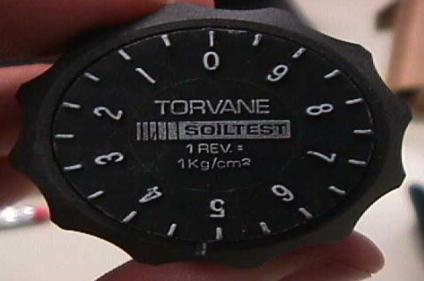 0
9
8
7
6
5
4
3
2
1
TORVANE
SOILTEST
1 REV. =
1Kg/cm2